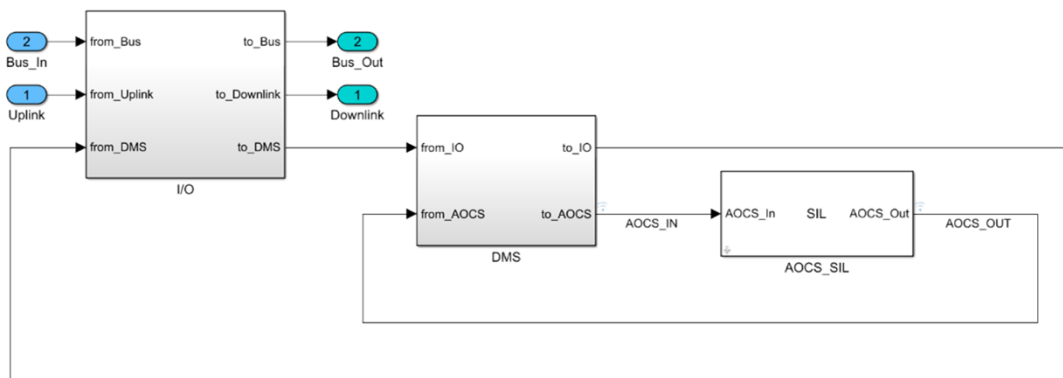 2
Bus_In
1
Uplink
from_Bus
from_Uplink
from_DMS
to_Bus
to_Downlink
to_DMS
I/O
2
Bus_Out
1
Downlink
from_IO
from_AOCS
to_IO
to_AOCS
DMS
AOCS_IN
AOCS_In
SIL
AOCS_Out
AOCS_SIL
AOCS_OUT